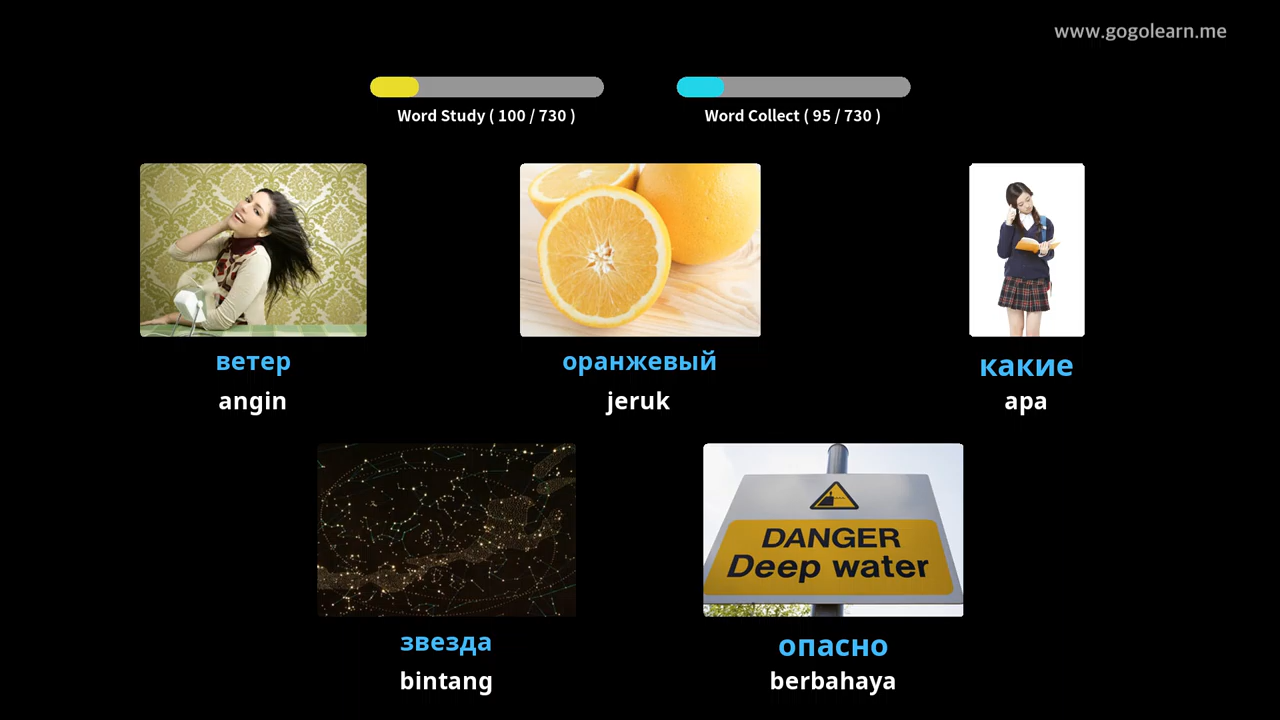 www.gogolearn.me
Word Study ( 100 / 730 )
Word Collect ( 95 / 730 )
ветер
angin
оранжевый
jeruk
какие
apa
DANGER
Deep water
звезда
bintang
опасно
berbahaya